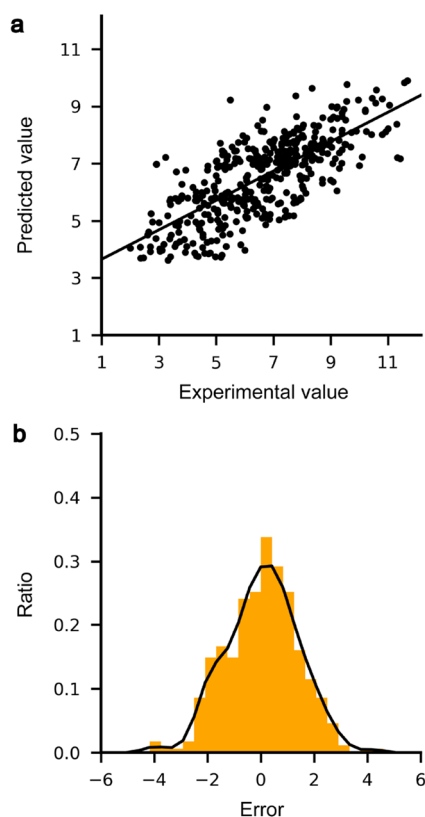 a
11
9
7
5
3
1
Predicted value
1 3 5 7 9 11
Experimental value
b
0.5
0.4
0.3
0.2
0.1
0.0
Ratio
−6 −4 −2 0 2 4 6
Error